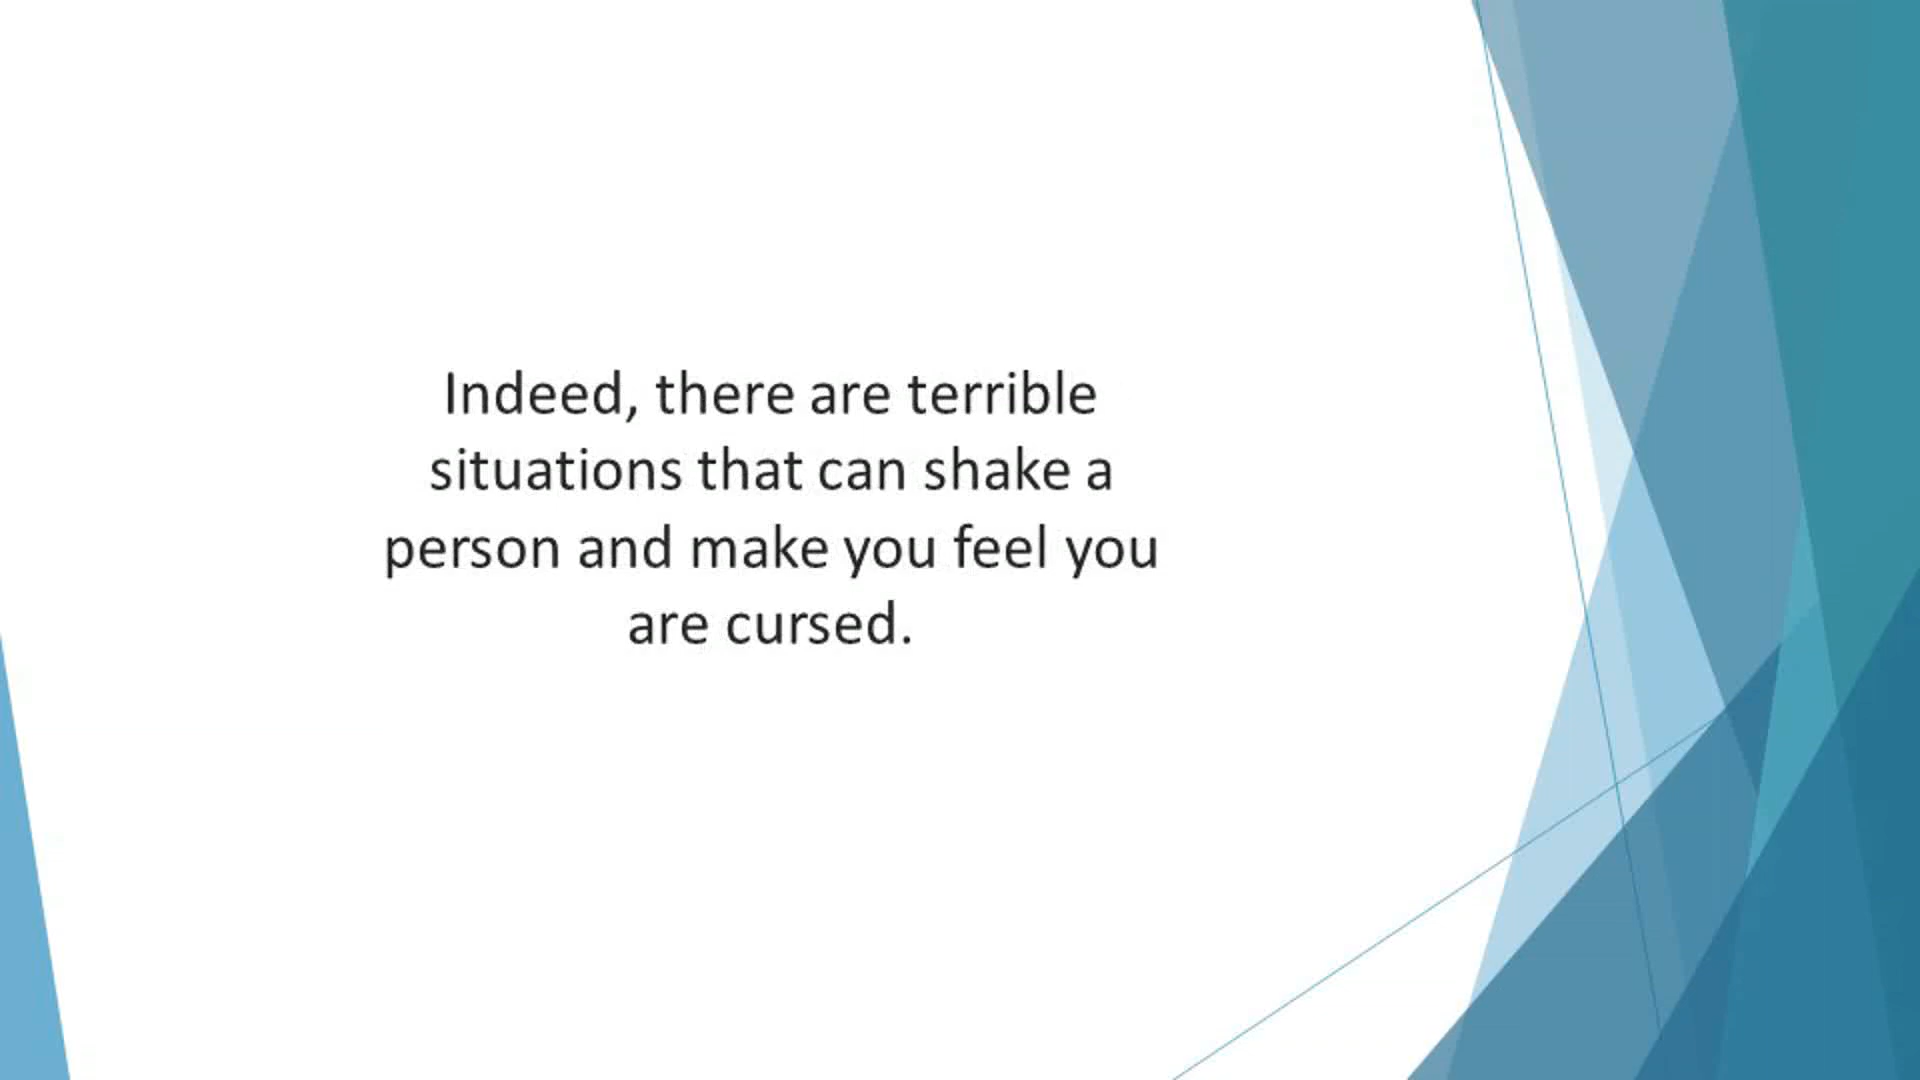 Indeed, there are terrible
situations that can shake a
person and make you feel you
are cursed.